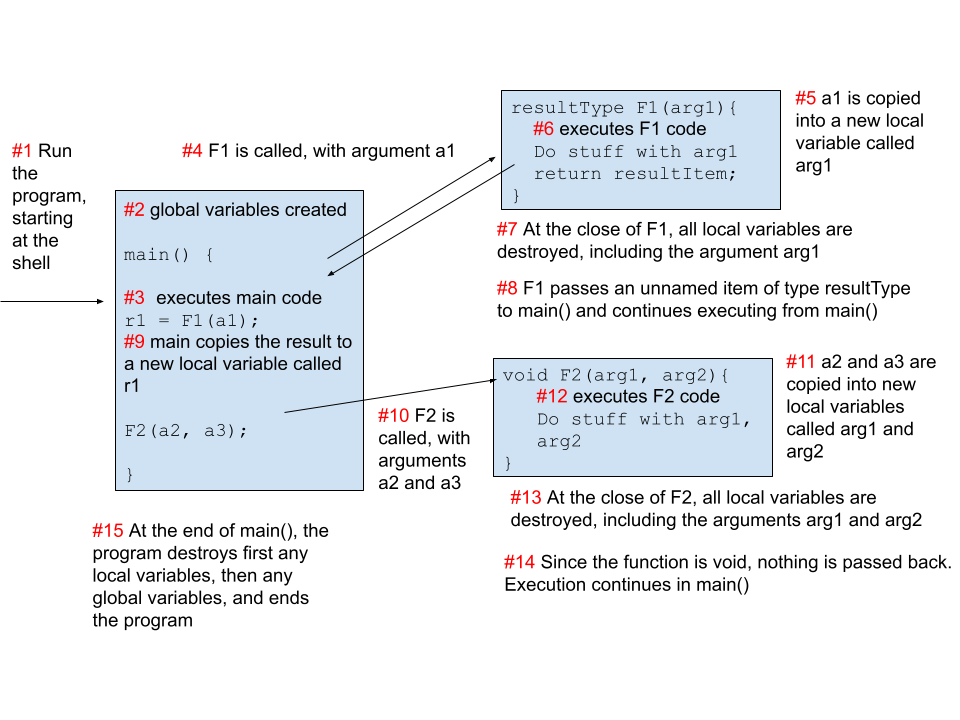 #1 Run
the
program,
starting
at the
shell
#2 global variables created
main() {
#3  executes main code
r1 = F1(a1);
#9 main copies the result to
a new local variable called
r1
F2(a2, a3);
}
#4 F1 is called, with argument a1
resultType F1(arg1){
#6 executes F1 code
Do stuff with arg1
return resultItem;
}
#5 a1 is copied
into a new local
variable called
arg1
#7 At the close of F1, all local variables are
destroyed, including the argument arg1
#8 F1 passes an unnamed item of type resultType
to main() and continues executing from main()
#10 F2 is
called, with
arguments
a2 and a3
void F2(arg1, arg2){
#12 executes F2 code
Do stuff with arg1,
arg2
}
#11 a2 and a3 are
copied into new
local variables
called arg1 and
arg2
#13 At the close of F2, all local variables are
destroyed, including the arguments arg1 and arg2
#14 Since the function is void, nothing is passed back.
Execution continues in main()
#15 At the end of main(), the
program destroys first any
local variables, then any
global variables, and ends
the program